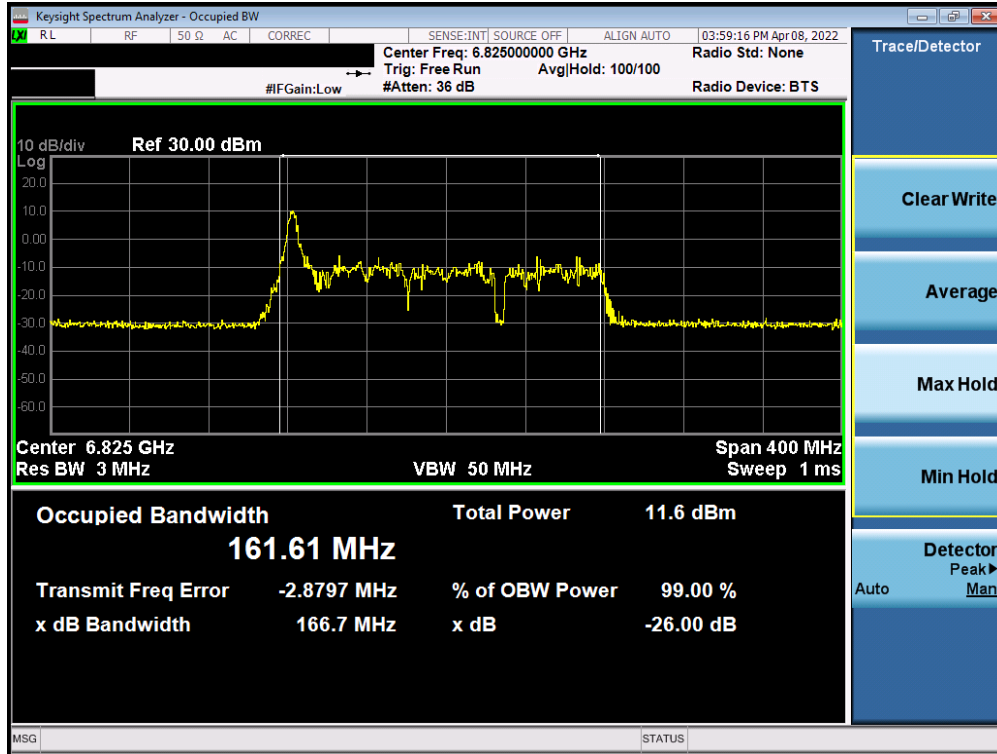 Keysight Spectrum Analyzer - Occupied BW
LXI RL RF 50 Ω AC CORREC SENSE:INT SOURCE OFF ALIGN AUTO 03:59:16 PM Apr 08, 2022
Center Freq: 6.825000000 GHz Radio Std: None
Trig: Free Run Avg|Hold: 100/100
#IFGain:Low #Atten: 36 dB Radio Device: BTS
Trace/Detector
10 dB/div Ref 30.00 dBm
Log
20.0
10.0
0.00
-10.0
-20.0
-30.0
-40.0
-50.0
-60.0
Center 6.825 GHz Span 400 MHz
Res BW 3 MHz VBW 50 MHz Sweep 1 ms
Occupied Bandwidth Total Power 11.6 dBm
161.61 MHz
Transmit Freq Error -2.8797 MHz % of OBW Power 99.00 %
x dB Bandwidth 166.7 MHz x dB -26.00 dB
Clear Write
Average
Max Hold
Min Hold
Detector
Peak▶
Auto Man
MSG STATUS